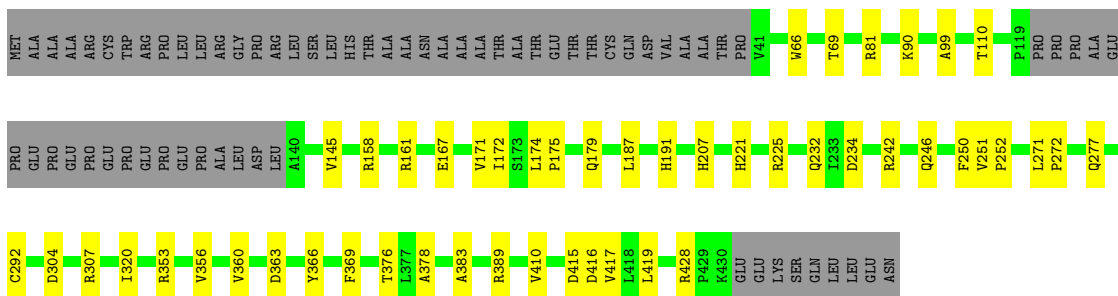 MET ALA ALA ALA ARG CYS TRP ARG PRO LEU LEU ARG GLY PRO ARG LEU SER LEU HIS THR ALA ALA ASN ALA ALA ALA THR ALA THR GLU THR THR CYS GLN ASP VAL ALA ALA THR PRO V41 W66 T69 R81 K90 A99 T110 P119 PRO PRO PRO ALA GLU
PRO GLU PRO GLU PRO GLU PRO GLU PRO GLU PRO ALA LEU ASP LEU A140 V145 R158 R161 E167 V171 I172 S173 L174 P175 Q179 L187 H191 H207 H221 R225 Q232 I233 D234 R242 Q246 F250 V251 P252 L271 P272 Q277
C292 D304 R307 I320 R353 V356 V360 D363 Y366 F369 T376 L377 A378 A383 R389 V410 D415 D416 V417 L418 L419 R428 P429 K430 GLU GLU LYS SER GLN LEU LEU GLU ASN